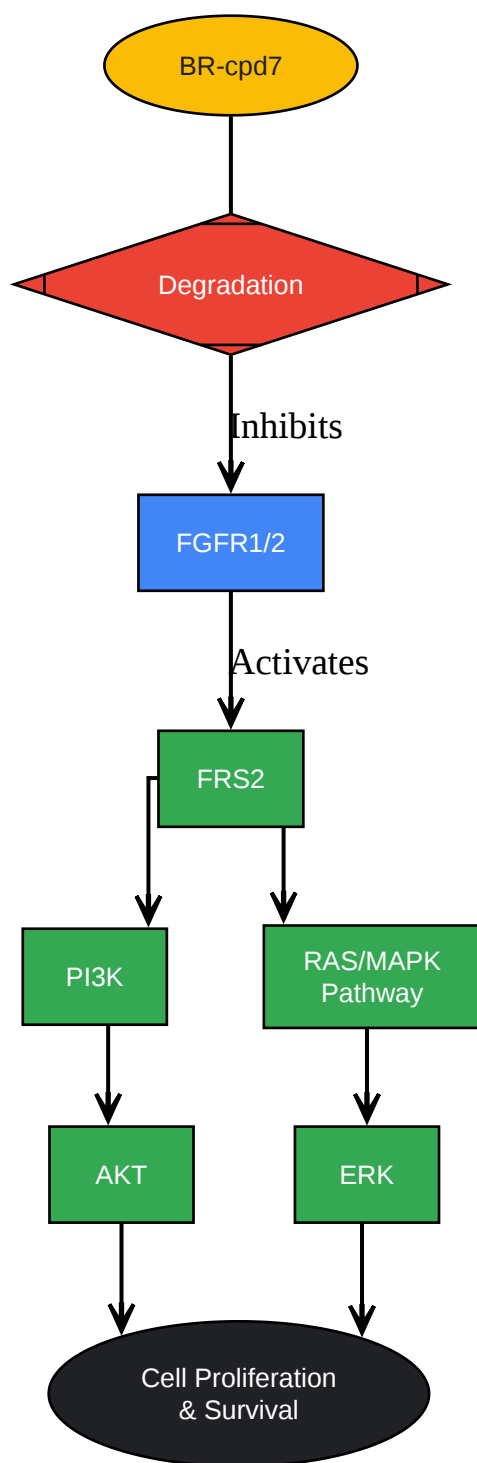 BR-cpd7
Degradation
Inhibits
FGFR1/2
Activates
FRS2
PI3K
RAS/MAPK
Pathway
AKT
ERK
Cell Proliferation
& Survival